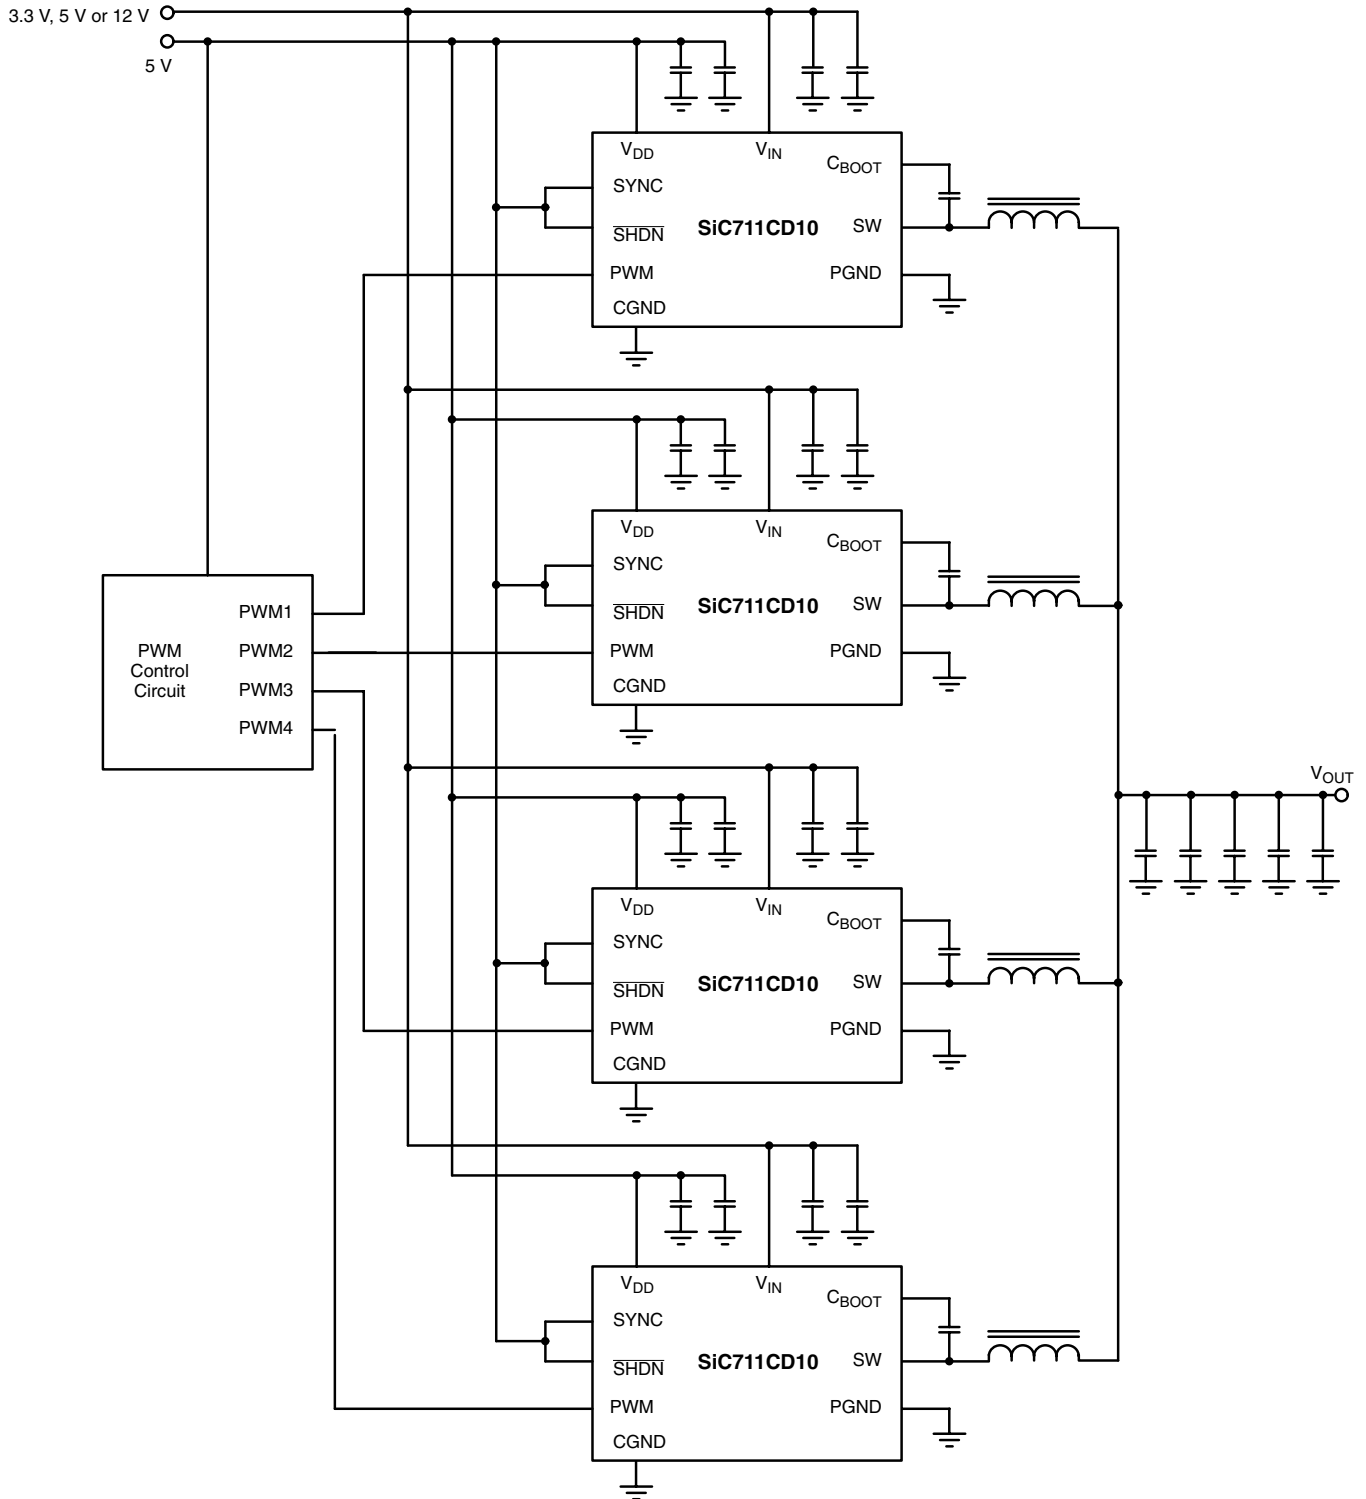 3.3 V, 5 V or 12 V
5 V
VDD
VIN
CBOOT
SYNC
SHDN
SiC711CD10
SW
PWM
PGND
CGND
VDD
VIN
CBOOT
SYNC
SHDN
SiC711CD10
SW
PWM
PGND
CGND
PWM
Control
Circuit
PWM1
PWM2
PWM3
PWM4
VOUT
VDD
VIN
CBOOT
SYNC
SHDN
SiC711CD10
SW
PWM
PGND
CGND
VDD
VIN
CBOOT
SYNC
SHDN
SiC711CD10
SW
PWM
PGND
CGND